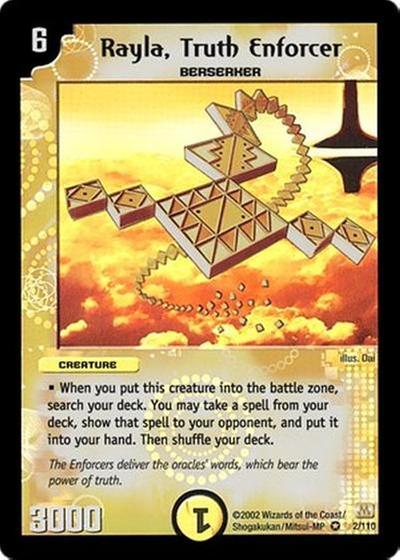 6
Rayla, Truth Enforcer
BERSERKER
illus. Dai
CREATURE
▪ When you put this creature into the battle zone,
search your deck. You may take a spell from your
deck, show that spell to your opponent, and put it
into your hand. Then shuffle your deck.
The Enforcers deliver the oracles' words, which bear the
power of truth.
3000
1
©2002 Wizards of the Coast/
Shogakukan/Mitsui-MP
2/110